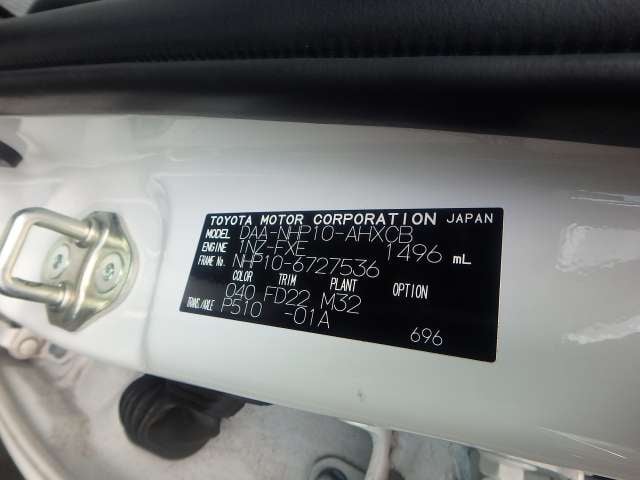 TOYOTA MOTOR CORPORATION JAPAN
MODEL DAA-NHP10-AHXCB
ENGINE 1NZ-FXE 1496 mL
FRAME No. NHP10-6727536
COLOR TRIM PLANT OPTION
040 FD22 M32
TRANS/AXLE P510 -01A
696